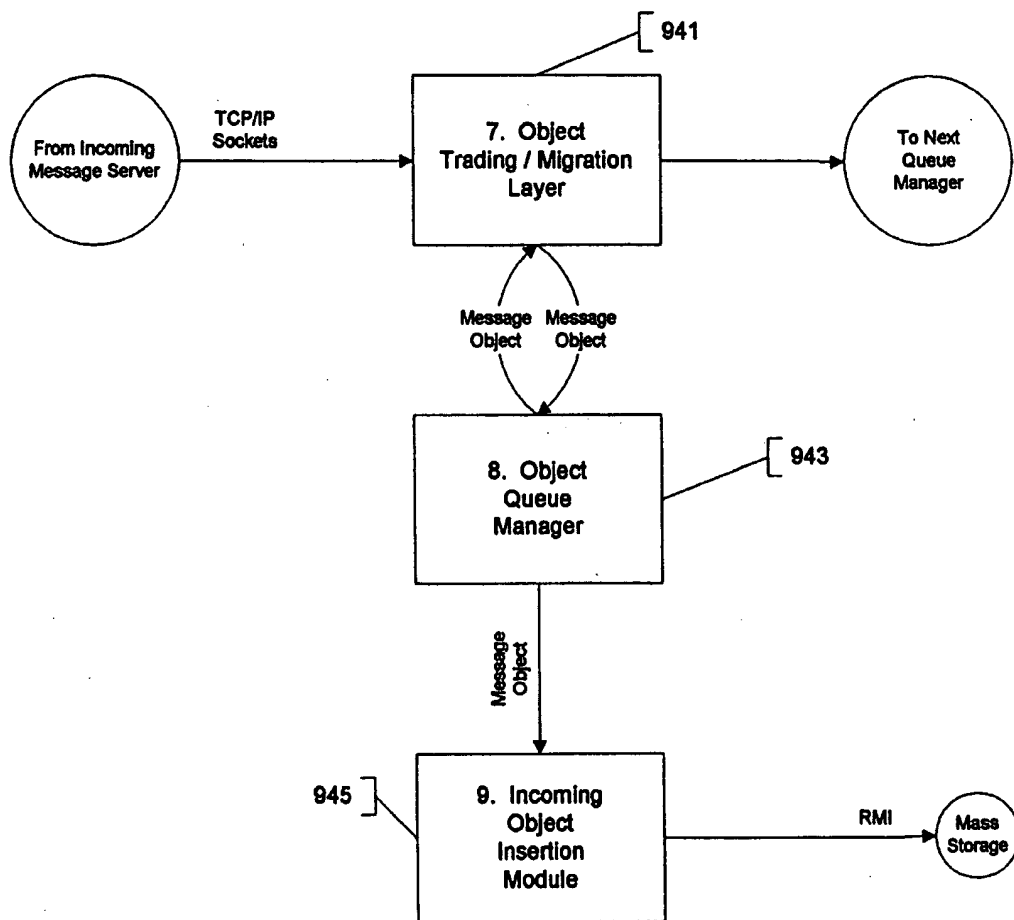 941
From Incoming
Message Server
TCP/IP
Sockets
7. Object
Trading / Migration
Layer
To Next
Queue
Manager
Message
Object
Message
Object
8. Object
Queue
Manager
943
Message
Object
945
9. Incoming
Object
Insertion
Module
RMI
Mass
Storage